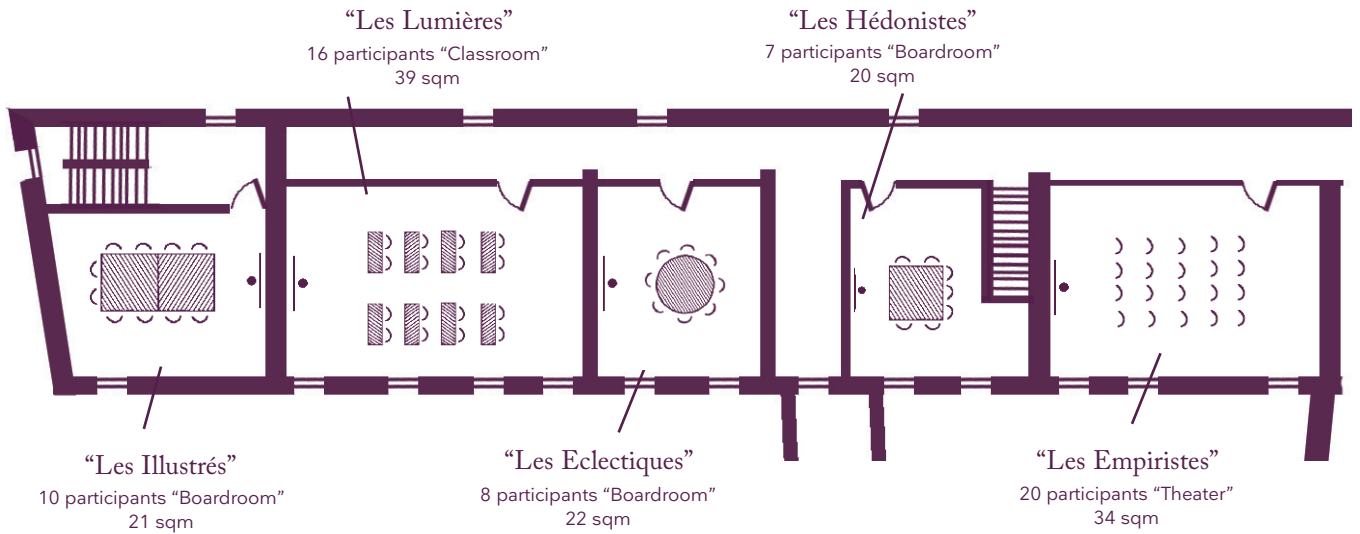 “Les Lumières”
16 participants “Classroom”
39 sqm
“Les Hédonistes”
7 participants “Boardroom”
20 sqm
“Les Illustrés”
10 participants “Boardroom”
21 sqm
“Les Eclectiques”
8 participants “Boardroom”
22 sqm
“Les Empiristes”
20 participants “Theater”
34 sqm